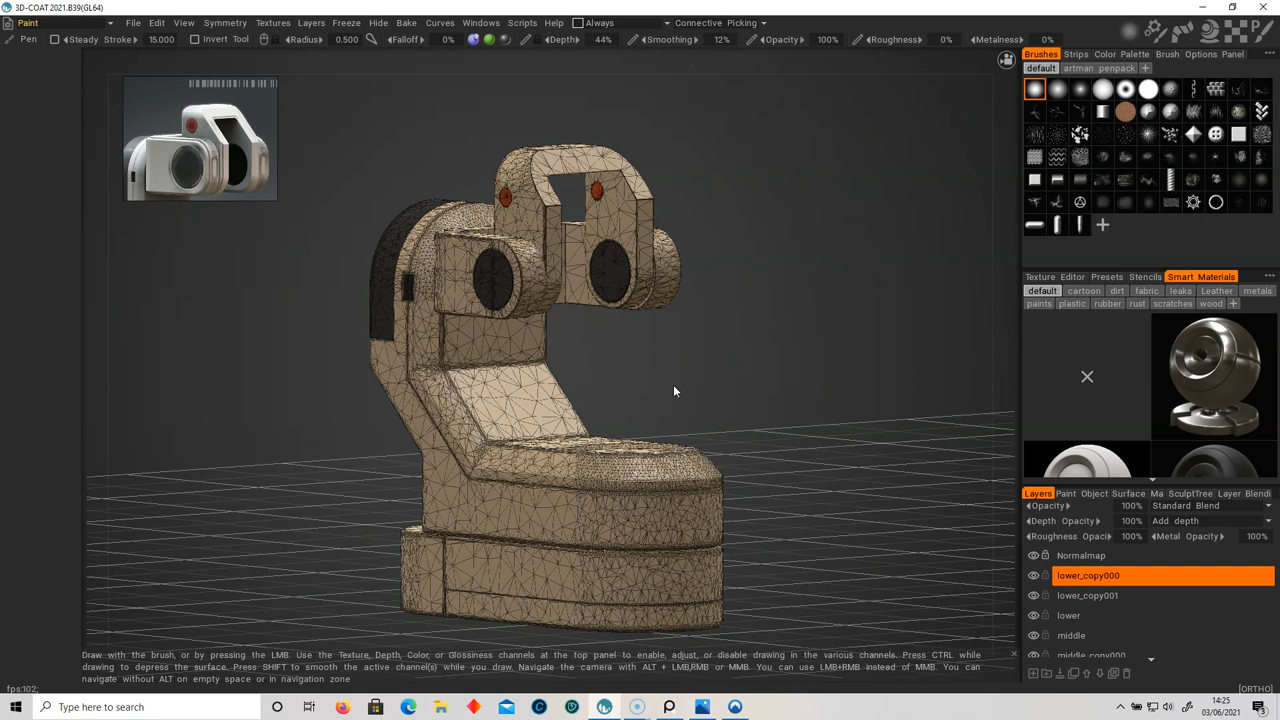 3D-COAT 2021.B39(GL64)
Paint File Edit View Symmetry Textures Layers Freeze Hide Bake Curves Windows Scripts Help Always Connective Picking
Pen Steady Stroke 15.000 Invert Tool Radius 0.500 Falloff 0% Depth 44% Smoothing 12% Opacity 100% Roughness 0% Metalness 0%
Brushes Strips Color Palette Brush Options Panel
default artman penpack
Texture Editor Presets Stencils Smart Materials
default cartoon dirt fabric leaks Leather metals
paints plastic rubber rust scratches wood
Layers Paint Object Surface Ma SculptTree Layer Blendi
Opacity 100% Standard Blend
Depth Opacity 100% Add depth
Roughness Opaci 100% Metal Opacity 100%
Normalmap
lower_copy000
lower_copy001
lower
middle
middle_copy000
Draw with the brush, or by pressing the LMB. Use the Texture, Depth, Color, or Glossiness channels at the top panel to enable, adjust, or disable drawing in the various channels. Press CTRL while
drawing to depress the surface. Press SHIFT to smooth the active channel(s) while you draw. Navigate the camera with ALT + LMB,RMB or MMB. You can use LMB+RMB instead of MMB. You can
navigate without ALT on empty space or in navigation zone
fps:102;
[ORTHO]
Type here to search
14:25
03/06/2021
3